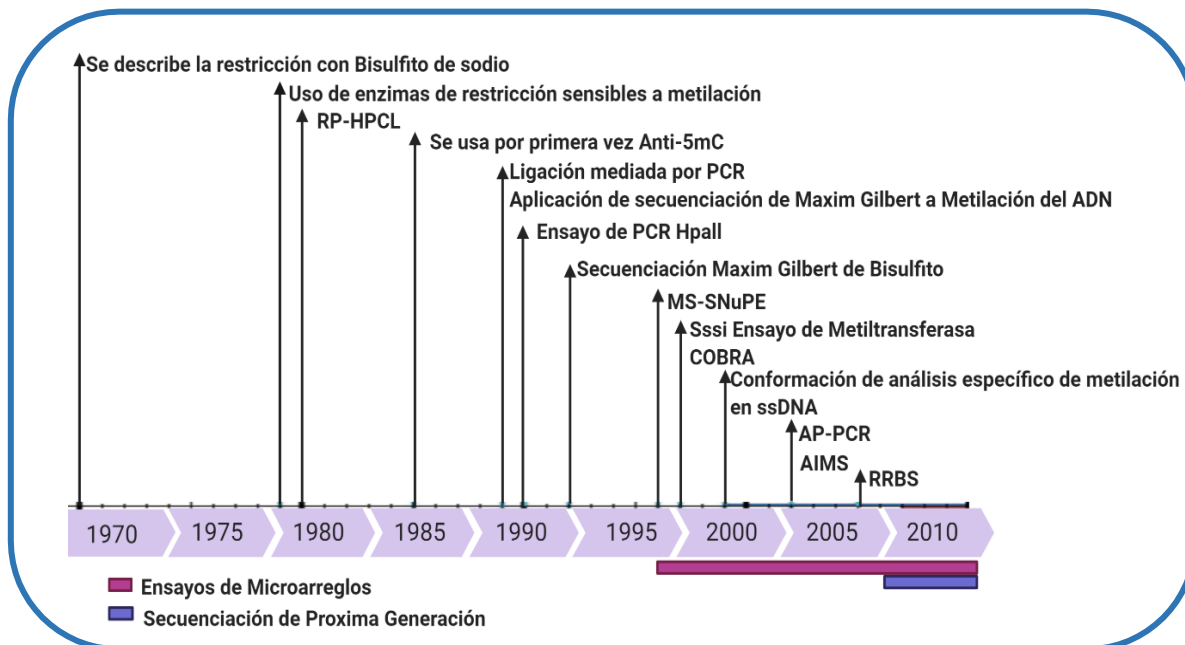 Se describe la restricción con Bisulfito de sodio
Uso de enzimas de restricción sensibles a metilación
RP-HPCL
Se usa por primera vez Anti-5mC
Ligación mediada por PCR
Aplicación de secuenciación de Maxim Gilbert a Metilación del ADN
Ensayo de PCR Hpall
Secuenciación Maxim Gilbert de Bisulfito
MS-SNuPE
Sssi Ensayo de Metiltransferasa
COBRA
Conformación de análisis específico de metilación
en ssDNA
AP-PCR
AIMS
RRBS
1970 1975 1980 1985 1990 1995 2000 2005 2010
Ensayos de Microarreglos
Secuenciación de Proxima Generación